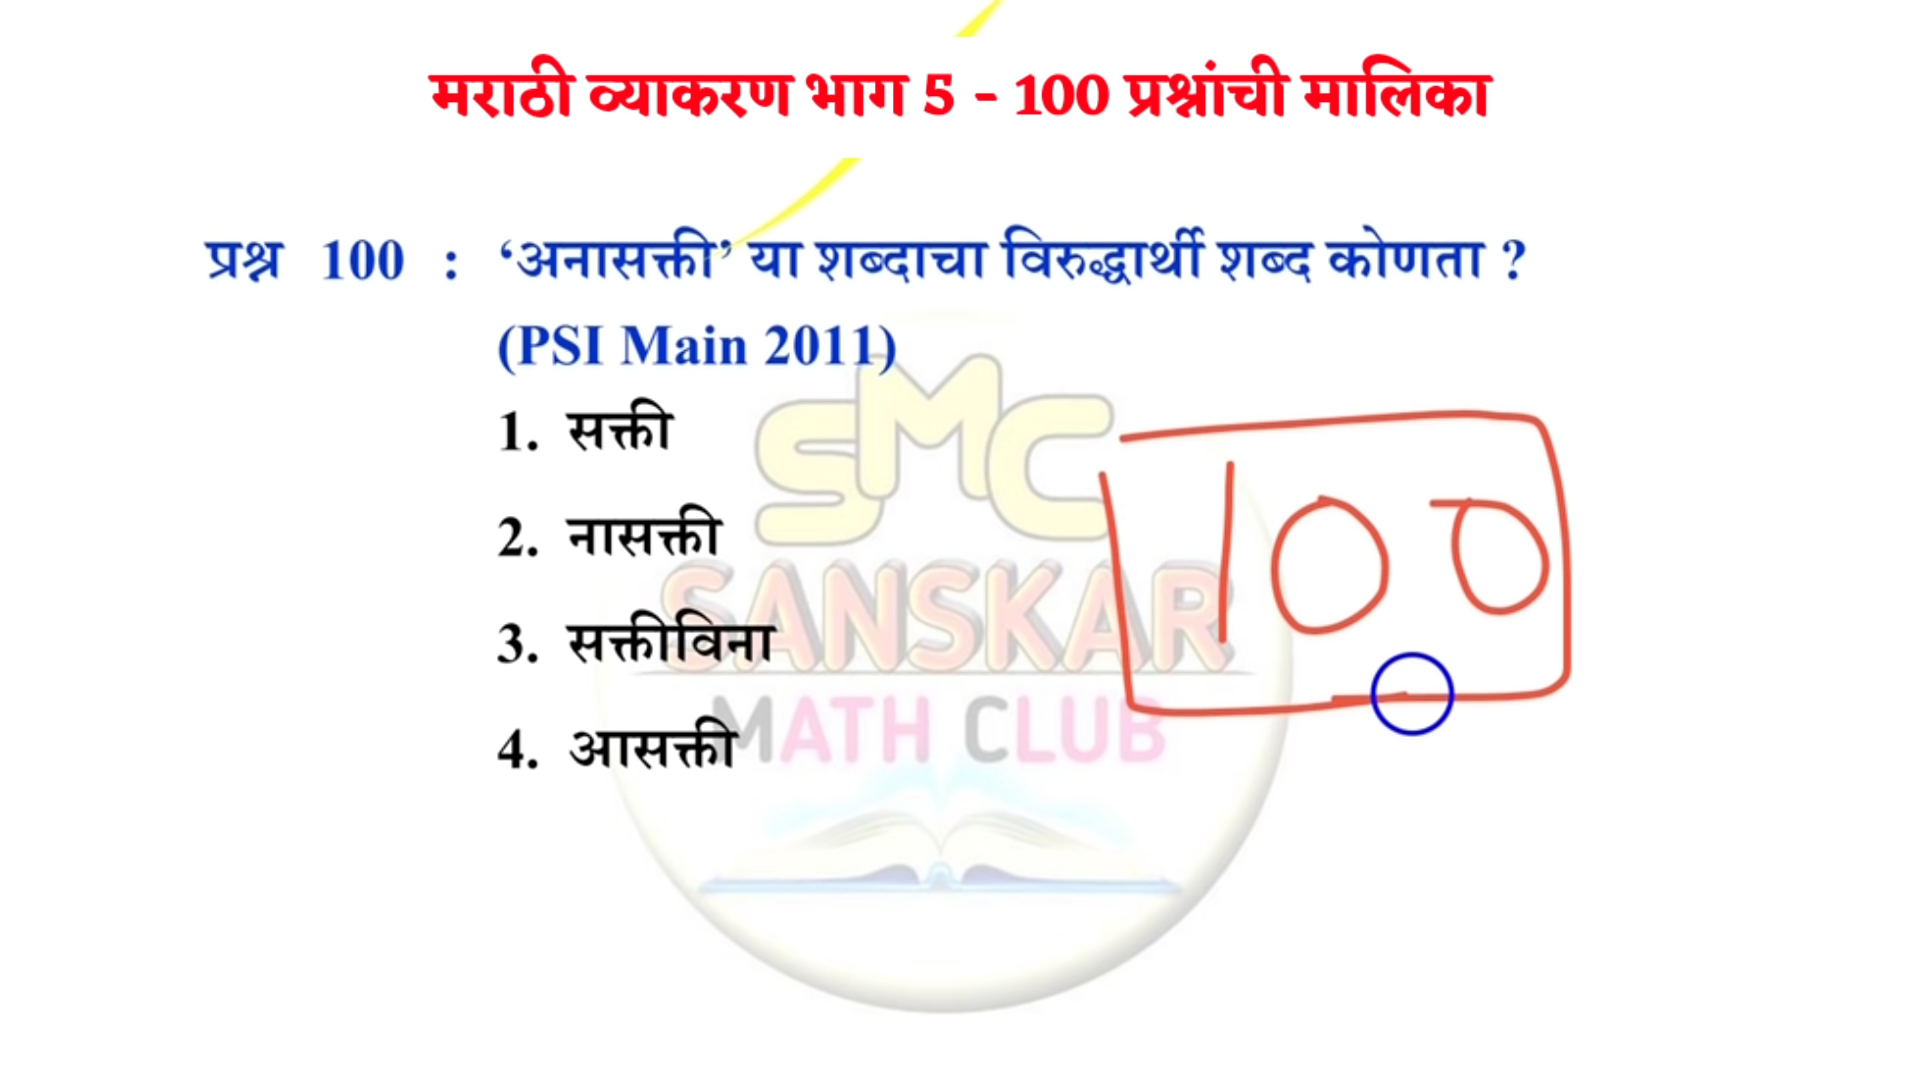 मराठी व्याकरण भाग 5 - 100 प्रश्नांची मालिका
प्रश्न 100 : ‘अनासक्ती’ या शब्दाचा विरुद्धार्थी शब्द कोणता ?
(PSI Main 2011)
1. सक्ती
2. नासक्ती
3. सक्तीविना
4. आसक्ती
100
SMC
SANSKAR
MATH CLUB